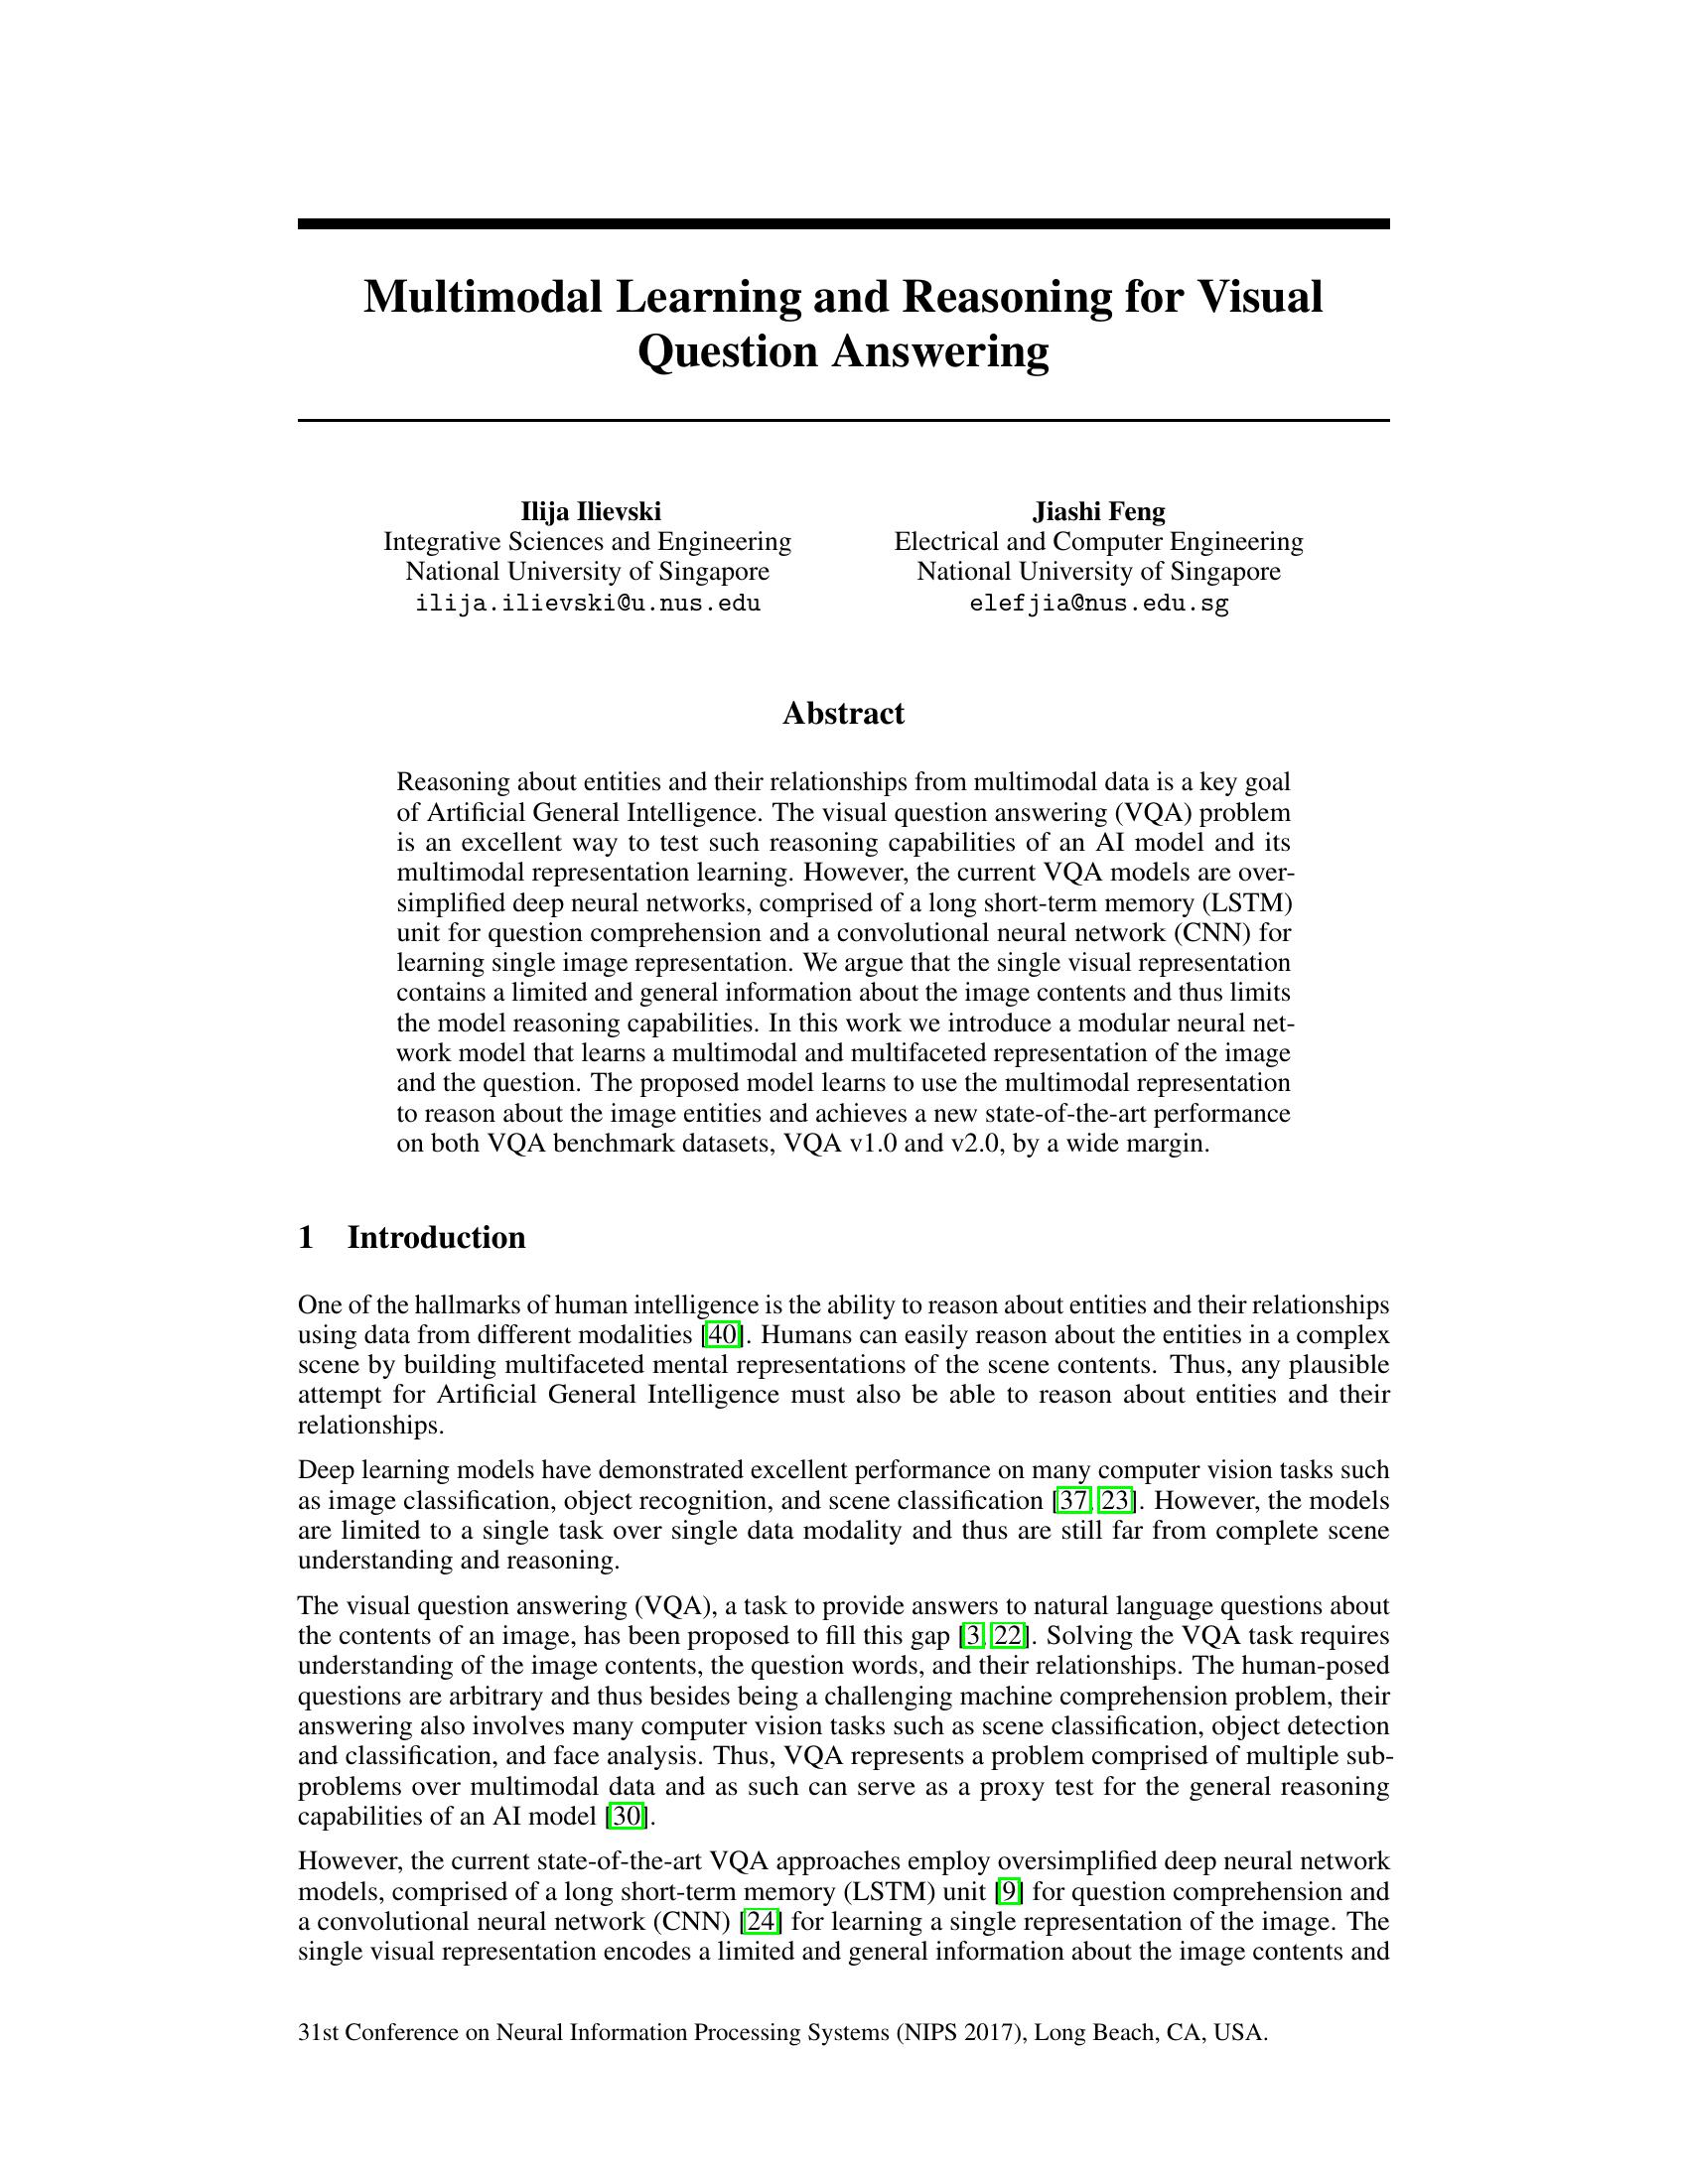 Multimodal Learning and Reasoning for Visual
Question Answering
Ilija Ilievski
Integrative Sciences and Engineering
National University of Singapore
ilija.ilievski@u.nus.edu
Jiashi Feng
Electrical and Computer Engineering
National University of Singapore
elefjia@nus.edu.sg
Abstract
Reasoning about entities and their relationships from multimodal data is a key goal
of Artificial General Intelligence. The visual question answering (VQA) problem
is an excellent way to test such reasoning capabilities of an AI model and its
multimodal representation learning. However, the current VQA models are over-
simplified deep neural networks, comprised of a long short-term memory (LSTM)
unit for question comprehension and a convolutional neural network (CNN) for
learning single image representation. We argue that the single visual representation
contains a limited and general information about the image contents and thus limits
the model reasoning capabilities. In this work we introduce a modular neural net-
work model that learns a multimodal and multifaceted representation of the image
and the question. The proposed model learns to use the multimodal representation
to reason about the image entities and achieves a new state-of-the-art performance
on both VQA benchmark datasets, VQA v1.0 and v2.0, by a wide margin.
1 Introduction
One of the hallmarks of human intelligence is the ability to reason about entities and their relationships
using data from different modalities [40]. Humans can easily reason about the entities in a complex
scene by building multifaceted mental representations of the scene contents. Thus, any plausible
attempt for Artificial General Intelligence must also be able to reason about entities and their
relationships.
Deep learning models have demonstrated excellent performance on many computer vision tasks such
as image classification, object recognition, and scene classification [37, 23]. However, the models
are limited to a single task over single data modality and thus are still far from complete scene
understanding and reasoning.
The visual question answering (VQA), a task to provide answers to natural language questions about
the contents of an image, has been proposed to fill this gap [3, 22]. Solving the VQA task requires
understanding of the image contents, the question words, and their relationships. The human-posed
questions are arbitrary and thus besides being a challenging machine comprehension problem, their
answering also involves many computer vision tasks such as scene classification, object detection
and classification, and face analysis. Thus, VQA represents a problem comprised of multiple sub-
problems over multimodal data and as such can serve as a proxy test for the general reasoning
capabilities of an AI model [30].
However, the current state-of-the-art VQA approaches employ oversimplified deep neural network
models, comprised of a long short-term memory (LSTM) unit [9] for question comprehension and
a convolutional neural network (CNN) [24] for learning a single representation of the image. The
single visual representation encodes a limited and general information about the image contents and
31st Conference on Neural Information Processing Systems (NIPS 2017), Long Beach, CA, USA.